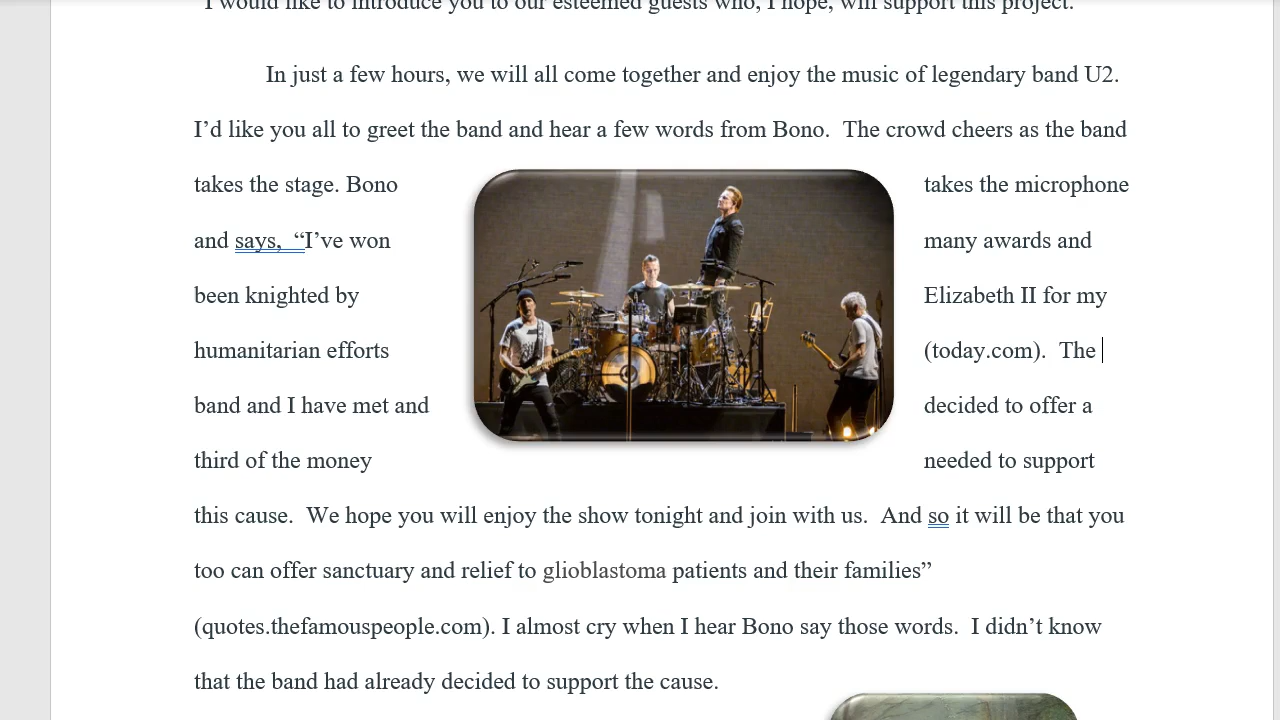 I would like to introduce you to our esteemed guests who, I hope, will support this project.
In just a few hours, we will all come together and enjoy the music of legendary band U2.
I’d like you all to greet the band and hear a few words from Bono.  The crowd cheers as the band
takes the stage. Bono takes the microphone
and says,  “I’ve won many awards and
been knighted by Elizabeth II for my
humanitarian efforts (today.com).  The
band and I have met and decided to offer a
third of the money needed to support
this cause.  We hope you will enjoy the show tonight and join with us.  And so it will be that you
too can offer sanctuary and relief to glioblastoma patients and their families”
(quotes.thefamouspeople.com). I almost cry when I hear Bono say those words.  I didn’t know
that the band had already decided to support the cause.